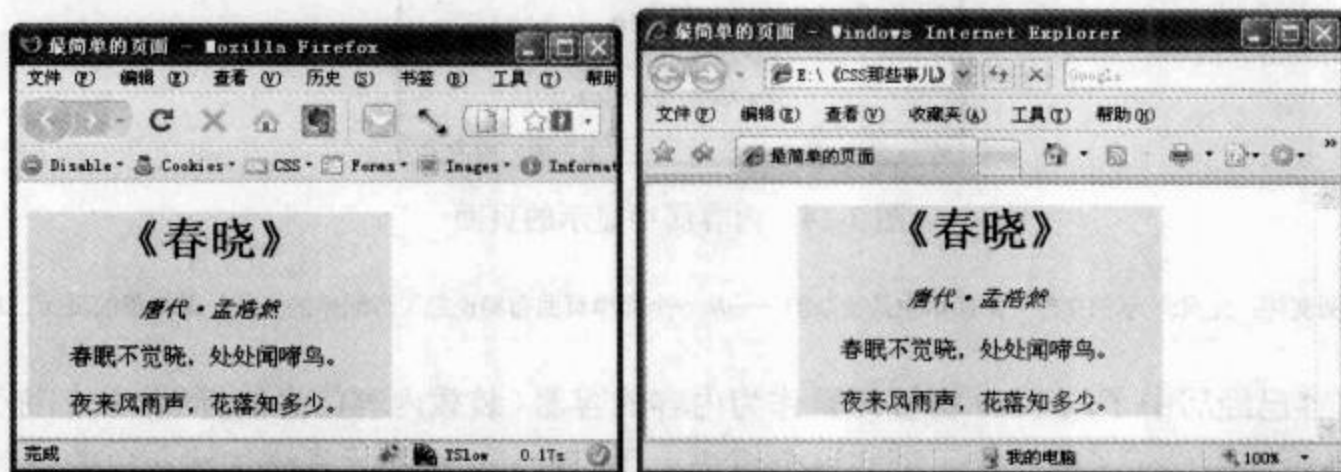 最简单的页面 - Mozilla Firefox
文件 (F) 编辑 (E) 查看 (V) 历史 (S) 书签 (B) 工具 (T) 帮助
Disable Cookies CSS Forms Images Informat
《春晓》
唐代·孟浩然
春眠不觉晓，处处闻啼鸟。
夜来风雨声，花落知多少。
完成 YSlow 0.17s
最简单的页面 - Windows Internet Explorer
E:\《CSS那些事儿》 Google
文件(F) 编辑(E) 查看(V) 收藏夹(A) 工具(T) 帮助(H)
最简单的页面 »
《春晓》
唐代·孟浩然
春眠不觉晓，处处闻啼鸟。
夜来风雨声，花落知多少。
我的电脑 100%